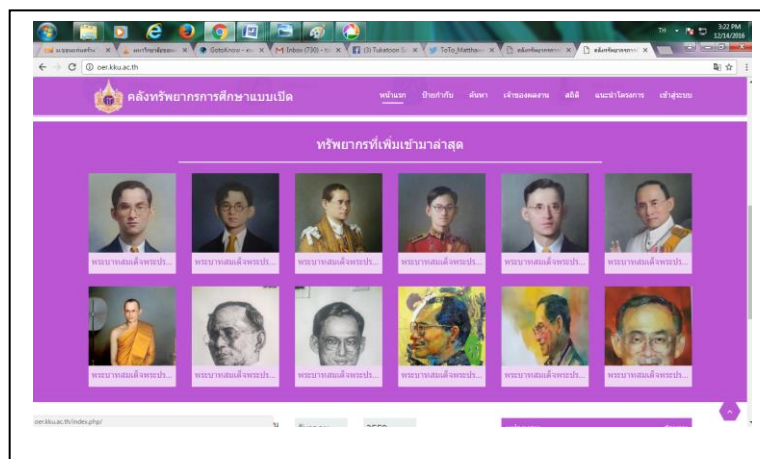 TH
3:22 PM
12/14/2016
GotoKnow
Inbox (730)
(3) Tukatoon
ToTo_Matthew
oer.kku.ac.th
คลังทรัพยากรการศึกษาแบบเปิด
หน้าแรก ป้ายกำกับ ค้นหา เจ้าของผลงาน สถิติ แนะนำโครงการ เข้าสู่ระบบ
ทรัพยากรที่เพิ่มเข้ามาล่าสุด
พระบาทสมเด็จพระปร... พระบาทสมเด็จพระปร... พระบาทสมเด็จพระปร... พระบาทสมเด็จพระปร... พระบาทสมเด็จพระปร... พระบาทสมเด็จพระปร...
พระบาทสมเด็จพระปร... พระบาทสมเด็จพระปร... พระบาทสมเด็จพระปร... พระบาทสมเด็จพระปร... พระบาทสมเด็จพระปร... พระบาทสมเด็จพระปร...
oer.kku.ac.th/index.php/